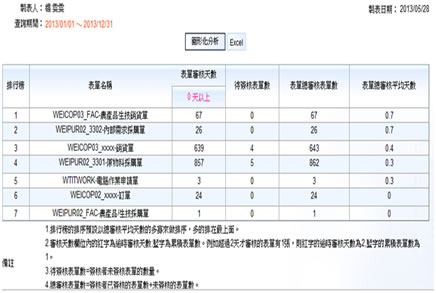 製表人：楊雯雯
製表日期：2013/05/28
查詢期間：2013/01/01 ～ 2013/12/31
圖形化分析 Excel
排行榜 表單名稱 表單審核天數 得簽核表單數 表單總審核表單數 表單總審核平均天數
0 天以上
1 WEICOP03_FAC-農產品生技銷貨單 67 0 67 0.7
2 WEIPUR02_3302-內部需求採購單 26 0 26 0.7
3 WEICOP03_xxxx-銷貨單 639 4 643 0.4
4 WEIPUR02_3301-原物料採購單 857 5 862 0.3
5 WTITWORK-電腦作業申請單 3 0 3 0.3
6 WEICOP02_xxxx-訂單 24 0 24 0
7 WEIPUR02_FAC-農產品/生技採購單 1 0 1 0
備註
1.排行榜的排序預設以總審核平均天數的多寡來做排序，多的排在最上面。
2.審核天數欄位內的紅字為逾時審核天數,藍字為累積表單數。例如超過2天才審核的表單有1張，則紅字的逾時審核天數為2,藍字的累積表單數為
1。
3.得簽核表單數=簽核者未簽核表單的數量。
4.總審核表單數=簽核者已簽核的表單數+未簽核的表單數。